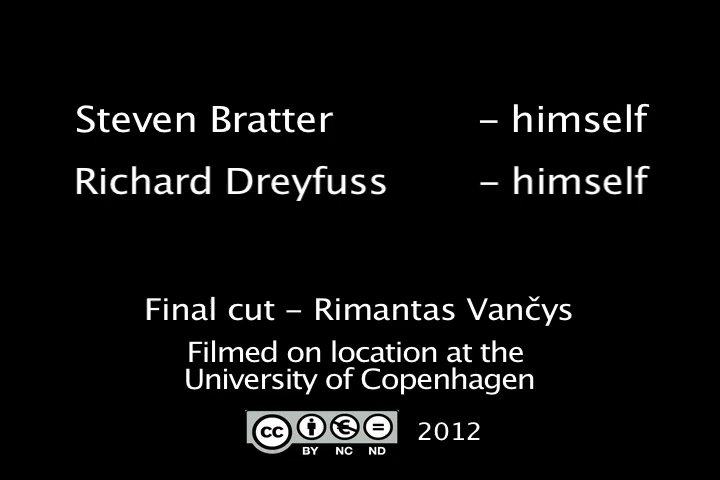 Steven Bratter – himself
Richard Dreyfuss – himself
Final cut – Rimantas Vančys
Filmed on location at the
University of Copenhagen
cc BY NC ND 2012